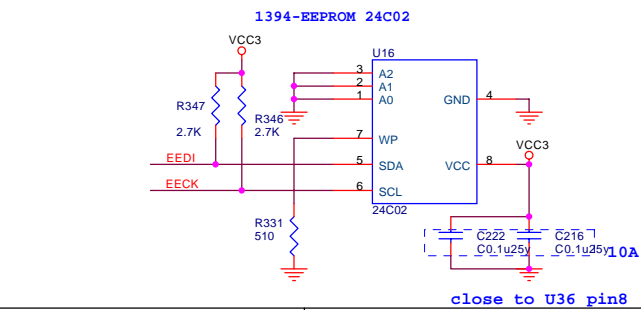 1394-EEPROM 24C02
VCC3
U16
3 A2
2 A1
1 A0
GND 4
R347
2.7K
R346
2.7K
7 WP
VCC3
EEDI 5 SDA
VCC 8
EECK 6 SCL
24C02
R331
510
C222
C0.1u25y
C216
C0.1u25y
10A
close to U36 pin8